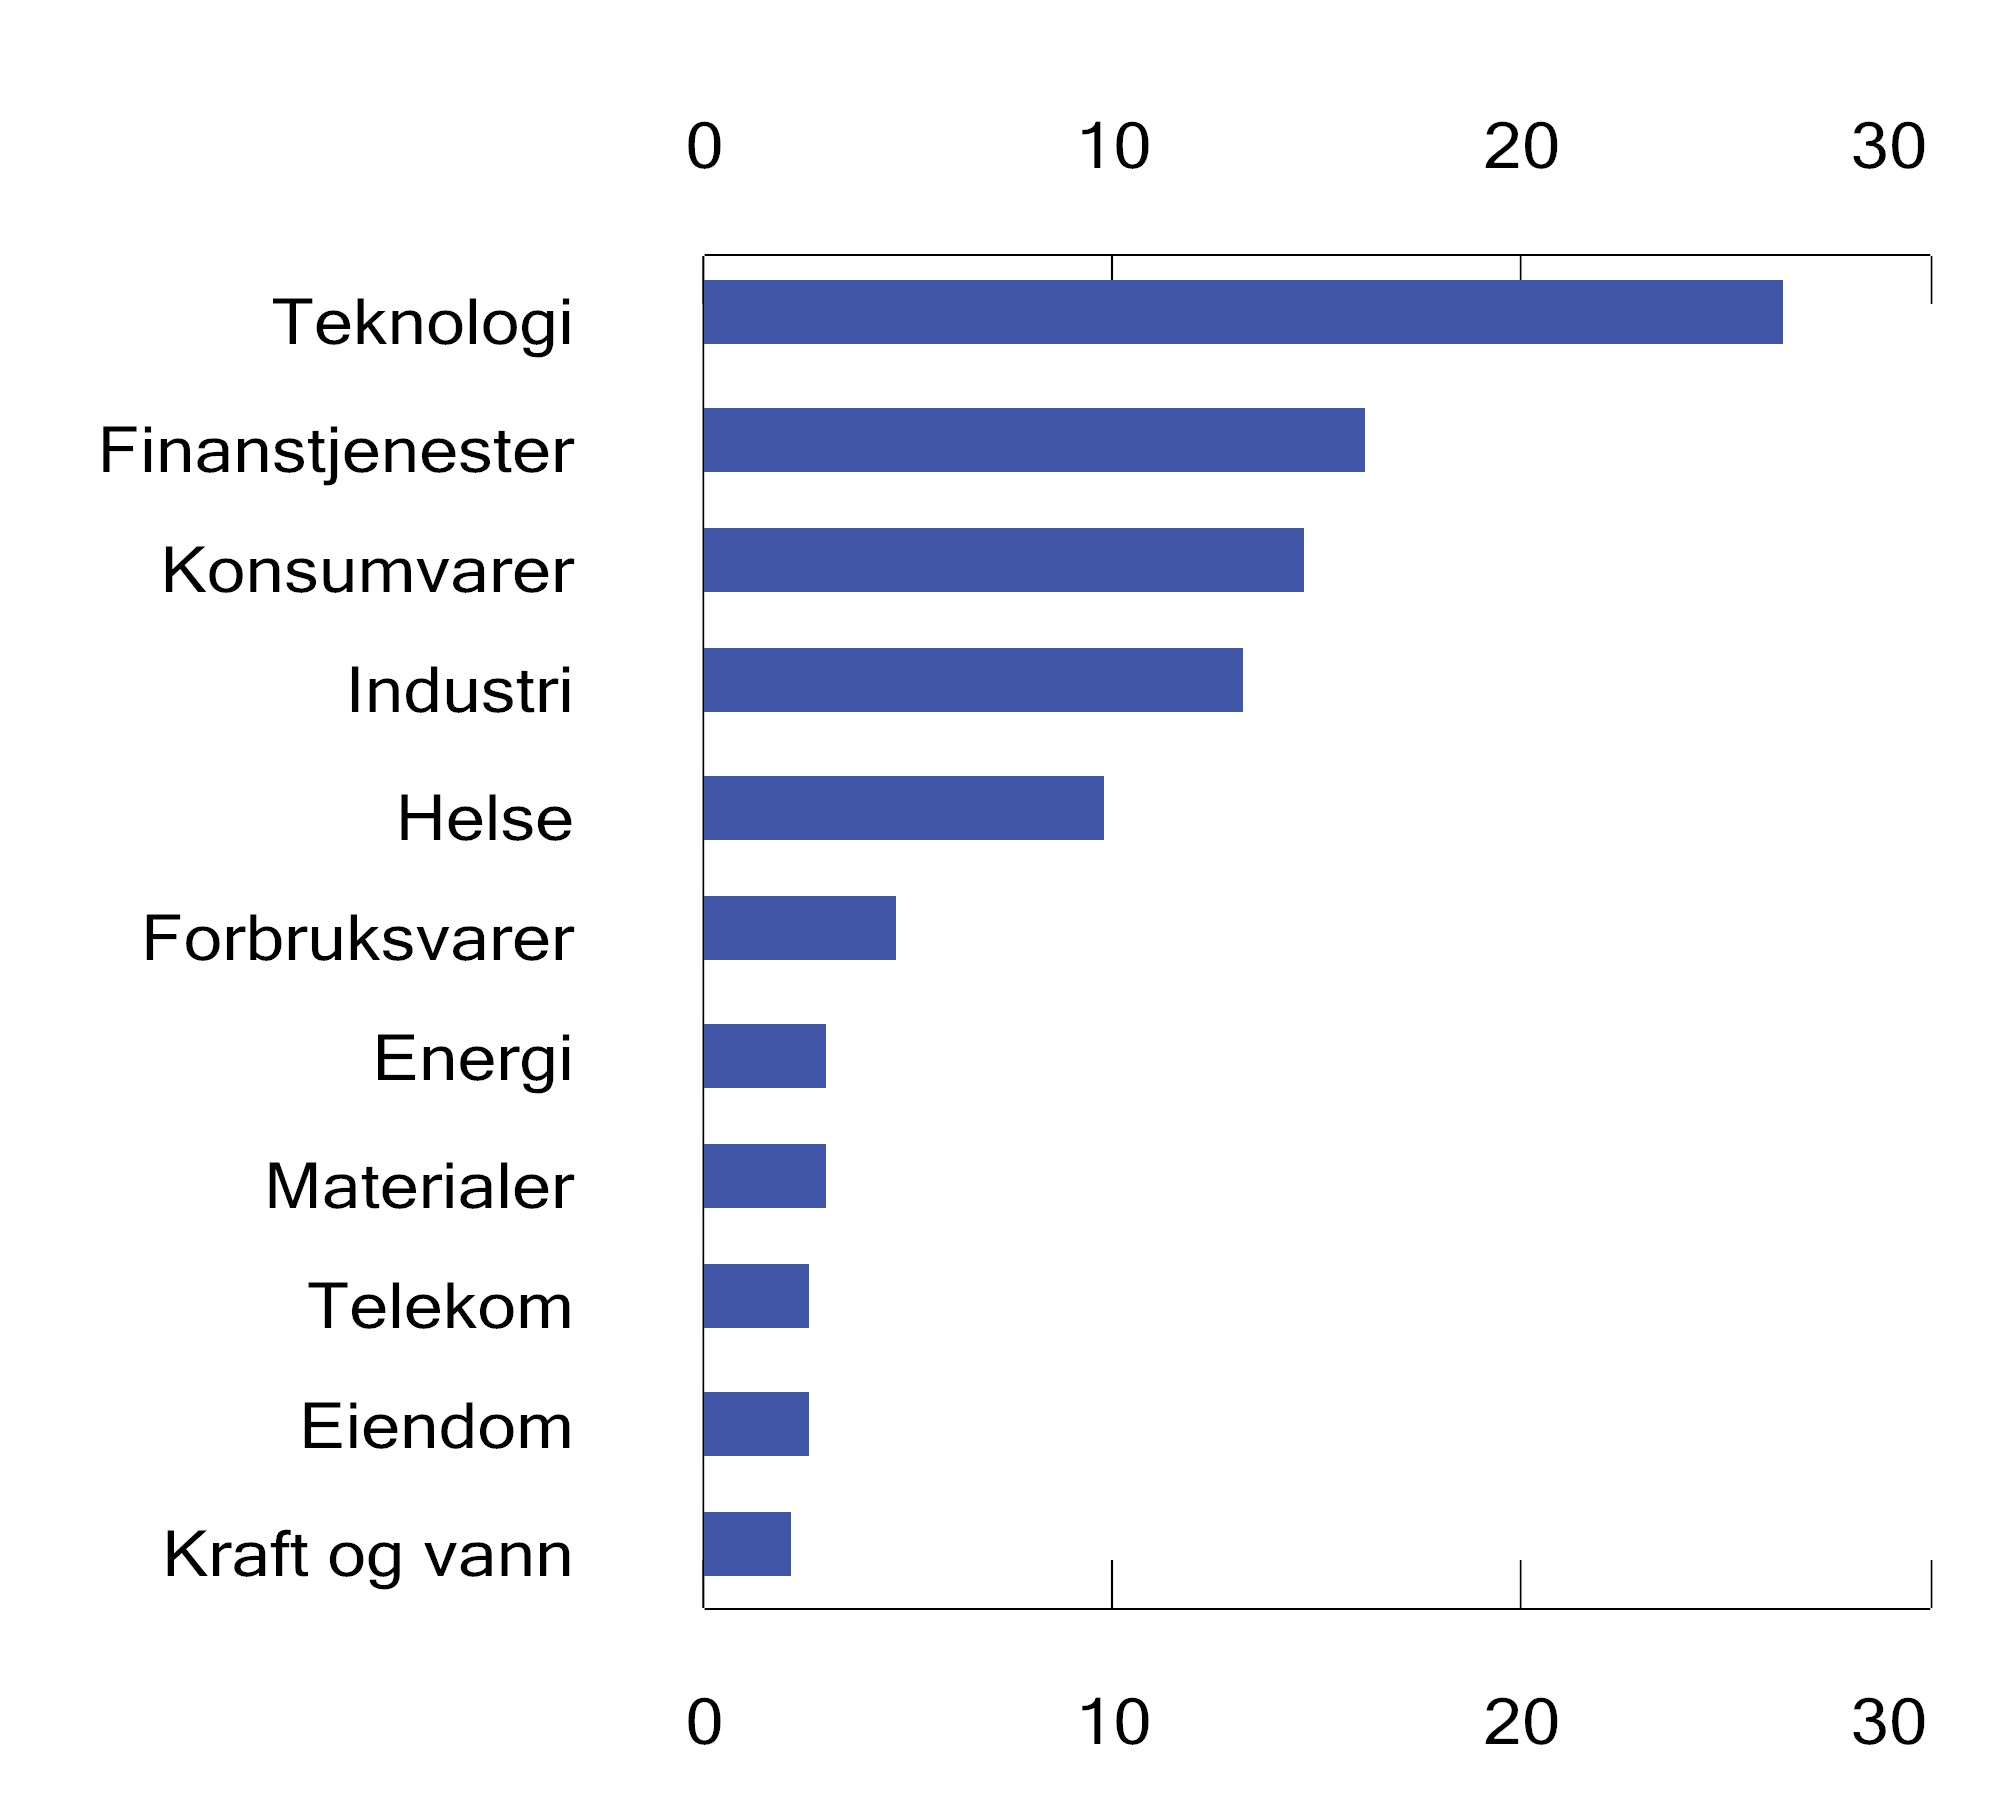 0 10 20 30
Teknologi
Finanstjenester
Konsumvarer
Industri
Helse
Forbruksvarer
Energi
Materialer
Telekom
Eiendom
Kraft og vann
0 10 20 30